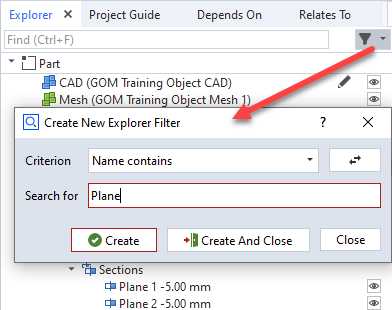 Explorer Project Guide Depends On Relates To
Find (Ctrl+F)
Part
CAD (GOM Training Object CAD)
Mesh (GOM Training Object Mesh 1)
Create New Explorer Filter ?
Criterion Name contains
Search for Plane
Create Create And Close Close
Sections
Plane 1 -5.00 mm
Plane 2 -5.00 mm